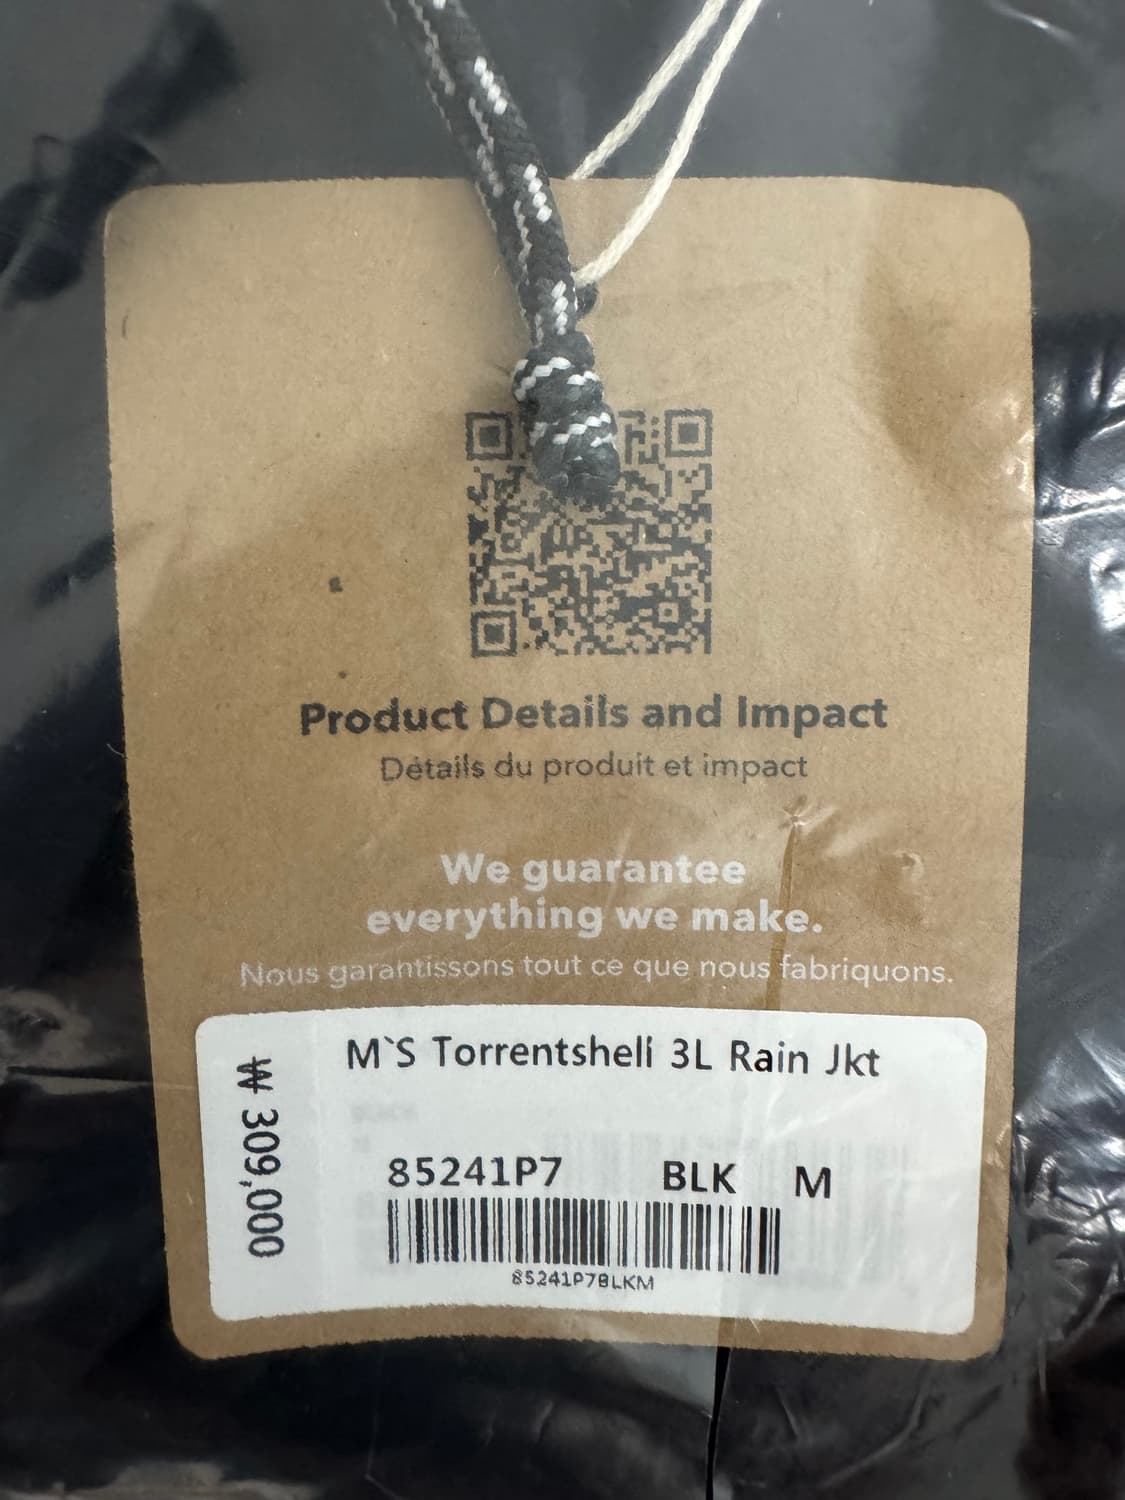 Product Details and Impact
Détails du produit et impact
We guarantee
everything we make.
Nous garantissons tout ce que nous fabriquons.
M`S Torrentshell 3L Rain Jkt
₩ 309,000
85241P7 BLK M
85241P7BLKM